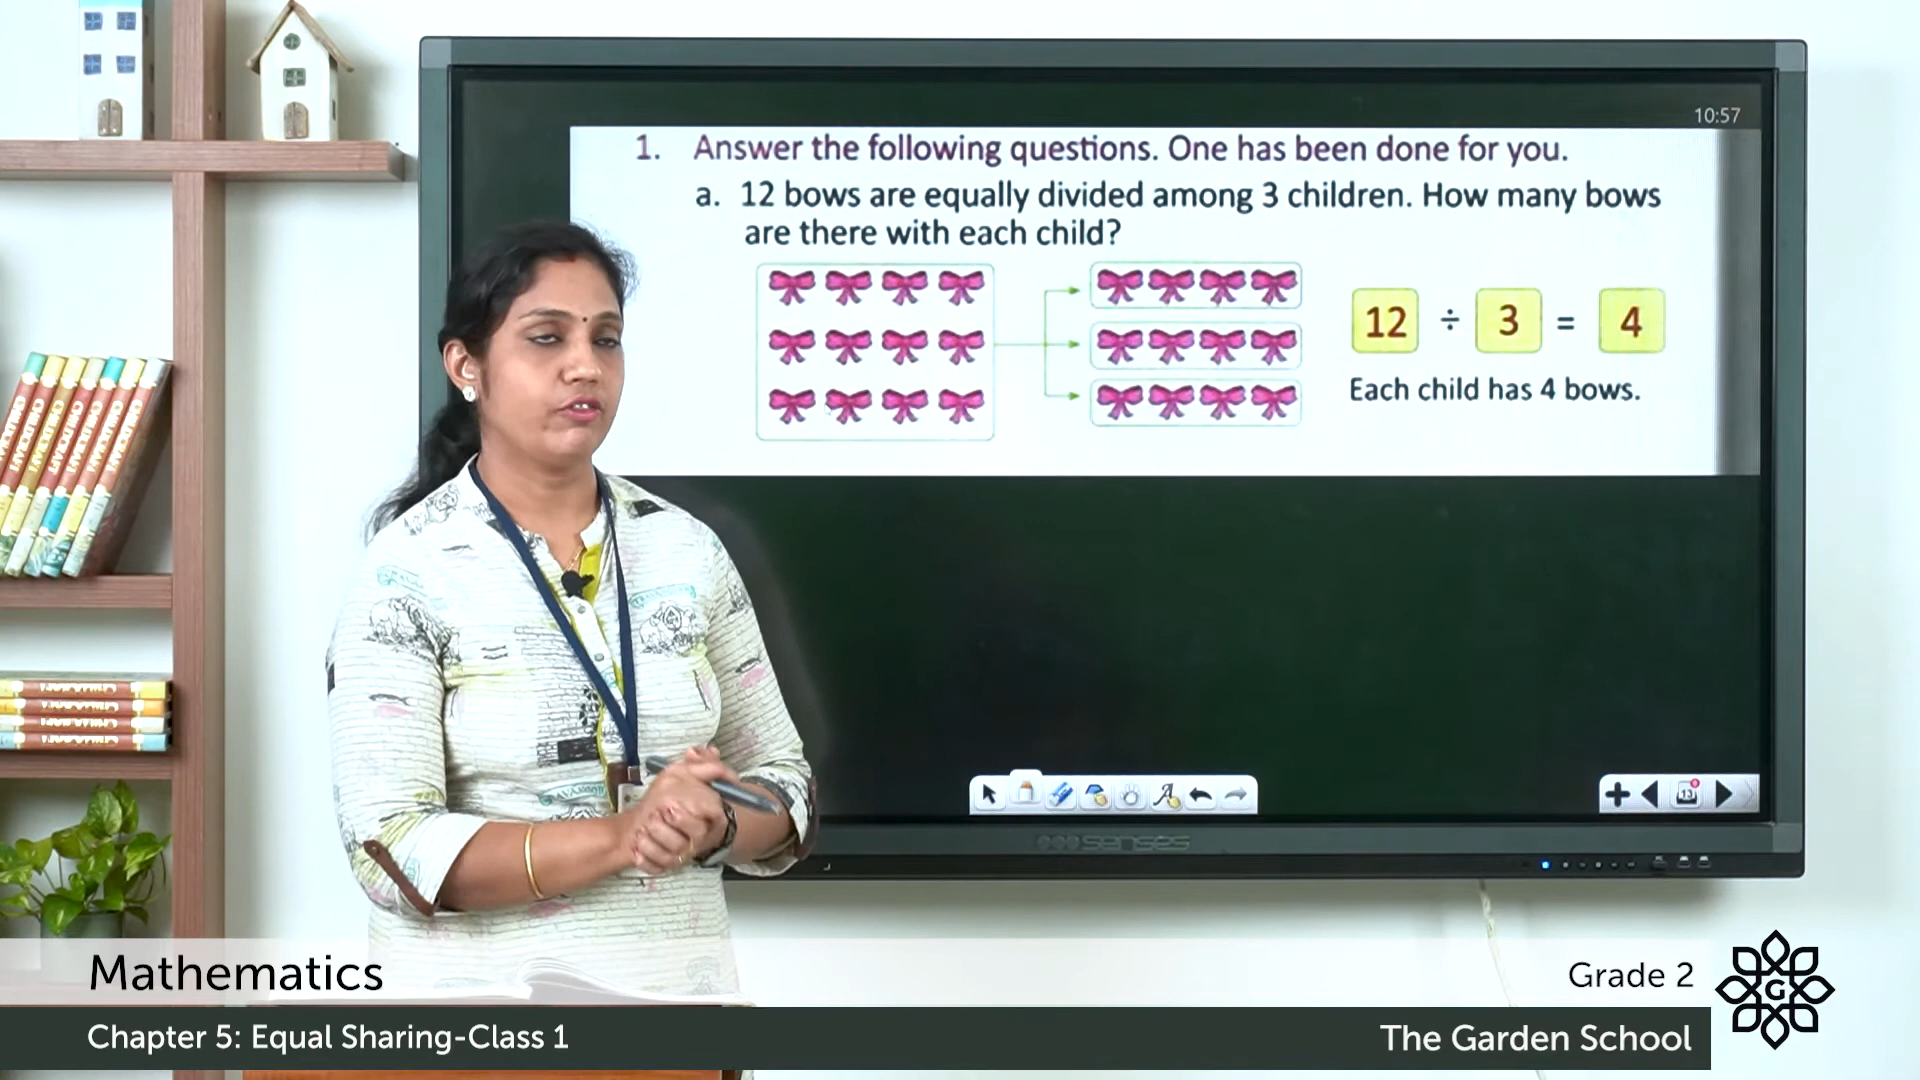 10:57
1. Answer the following questions. One has been done for you.
a. 12 bows are equally divided among 3 children. How many bows
are there with each child?
12 ÷ 3 = 4
Each child has 4 bows.
senses
Mathematics
Grade 2
G
Chapter 5: Equal Sharing-Class 1
The Garden School